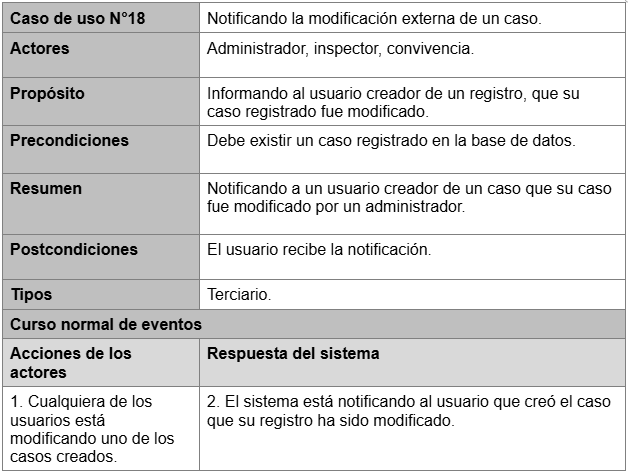 Caso de uso N°18
Notificando la modificación externa de un caso.
Actores
Administrador, inspector, convivencia.
Propósito
Informando al usuario creador de un registro, que su
caso registrado fue modificado.
Precondiciones
Debe existir un caso registrado en la base de datos.
Resumen
Notificando a un usuario creador de un caso que su caso
fue modificado por un administrador.
Postcondiciones
El usuario recibe la notificación.
Tipos
Terciario.
Curso normal de eventos
Acciones de los
actores
Respuesta del sistema
1. Cualquiera de los
usuarios está
modificando uno de los
casos creados.
2. El sistema está notificando al usuario que creó el caso
que su registro ha sido modificado.